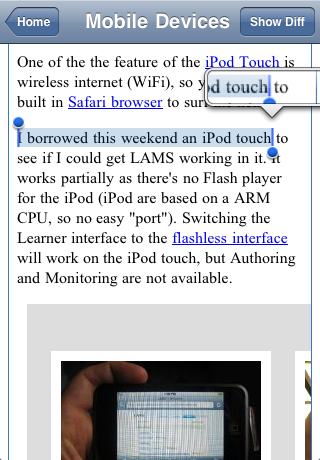 Home Mobile Devices Show Diff
One of the the feature of the iPod Touch is
wireless internet (WiFi), so y
od touch to
built in Safari browser to sur
I borrowed this weekend an iPod touch to
see if I could get LAMS working in it. It
works partially as there's no Flash player
for the iPod (iPod are based on a ARM
CPU, so no easy "port"). Switching the
Learner interface to the flashless interface
will work on the iPod touch, but Authoring
and Monitoring are not available.